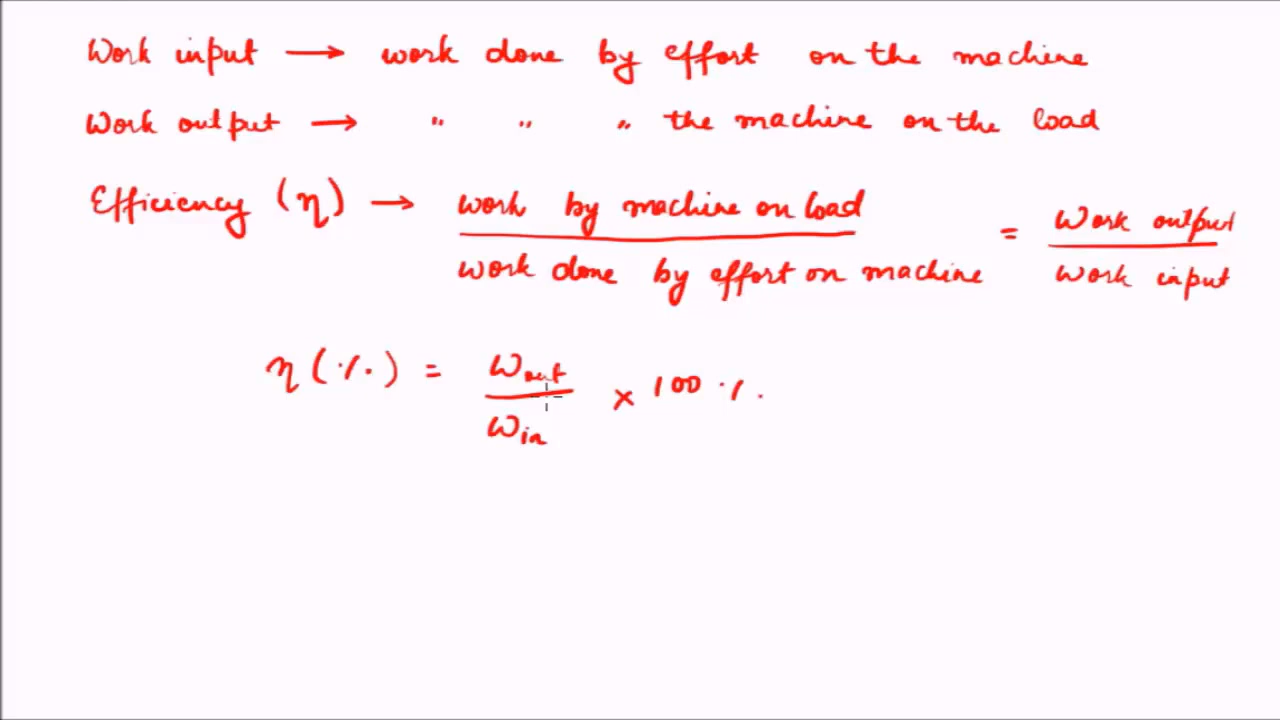 Work input → work done by effort on the machine
Work output → " " " the machine on the load
Efficiency (η) → work by machine on load / work done by effort on machine = Work output / work input
η (%) = Wout / Win × 100 %.